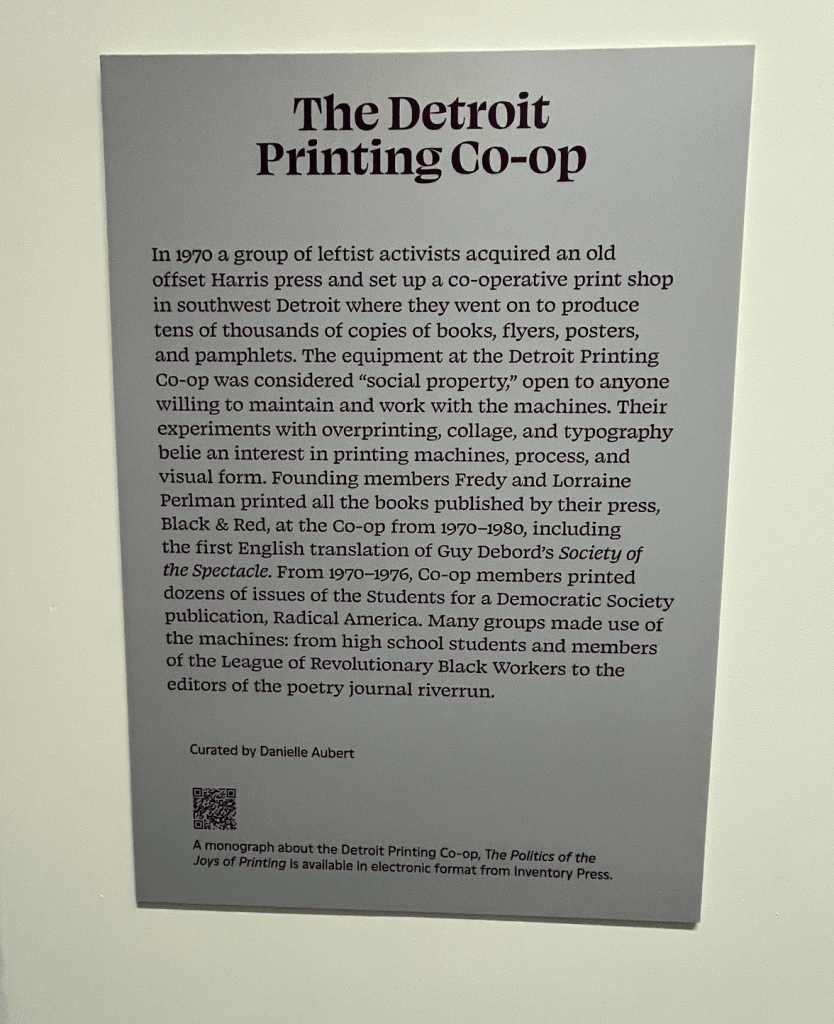 The Detroit
Printing Co-op
In 1970 a group of leftist activists acquired an old
offset Harris press and set up a co-operative print shop
in southwest Detroit where they went on to produce
tens of thousands of copies of books, flyers, posters,
and pamphlets. The equipment at the Detroit Printing
Co-op was considered “social property,” open to anyone
willing to maintain and work with the machines. Their
experiments with overprinting, collage, and typography
belie an interest in printing machines, process, and
visual form. Founding members Fredy and Lorraine
Perlman printed all the books published by their press,
Black & Red, at the Co-op from 1970–1980, including
the first English translation of Guy Debord’s Society of
the Spectacle. From 1970–1976, Co-op members printed
dozens of issues of the Students for a Democratic Society
publication, Radical America. Many groups made use of
the machines: from high school students and members
of the League of Revolutionary Black Workers to the
editors of the poetry journal riverrun.
Curated by Danielle Aubert
A monograph about the Detroit Printing Co-op, The Politics of the
Joys of Printing is available in electronic format from Inventory Press.